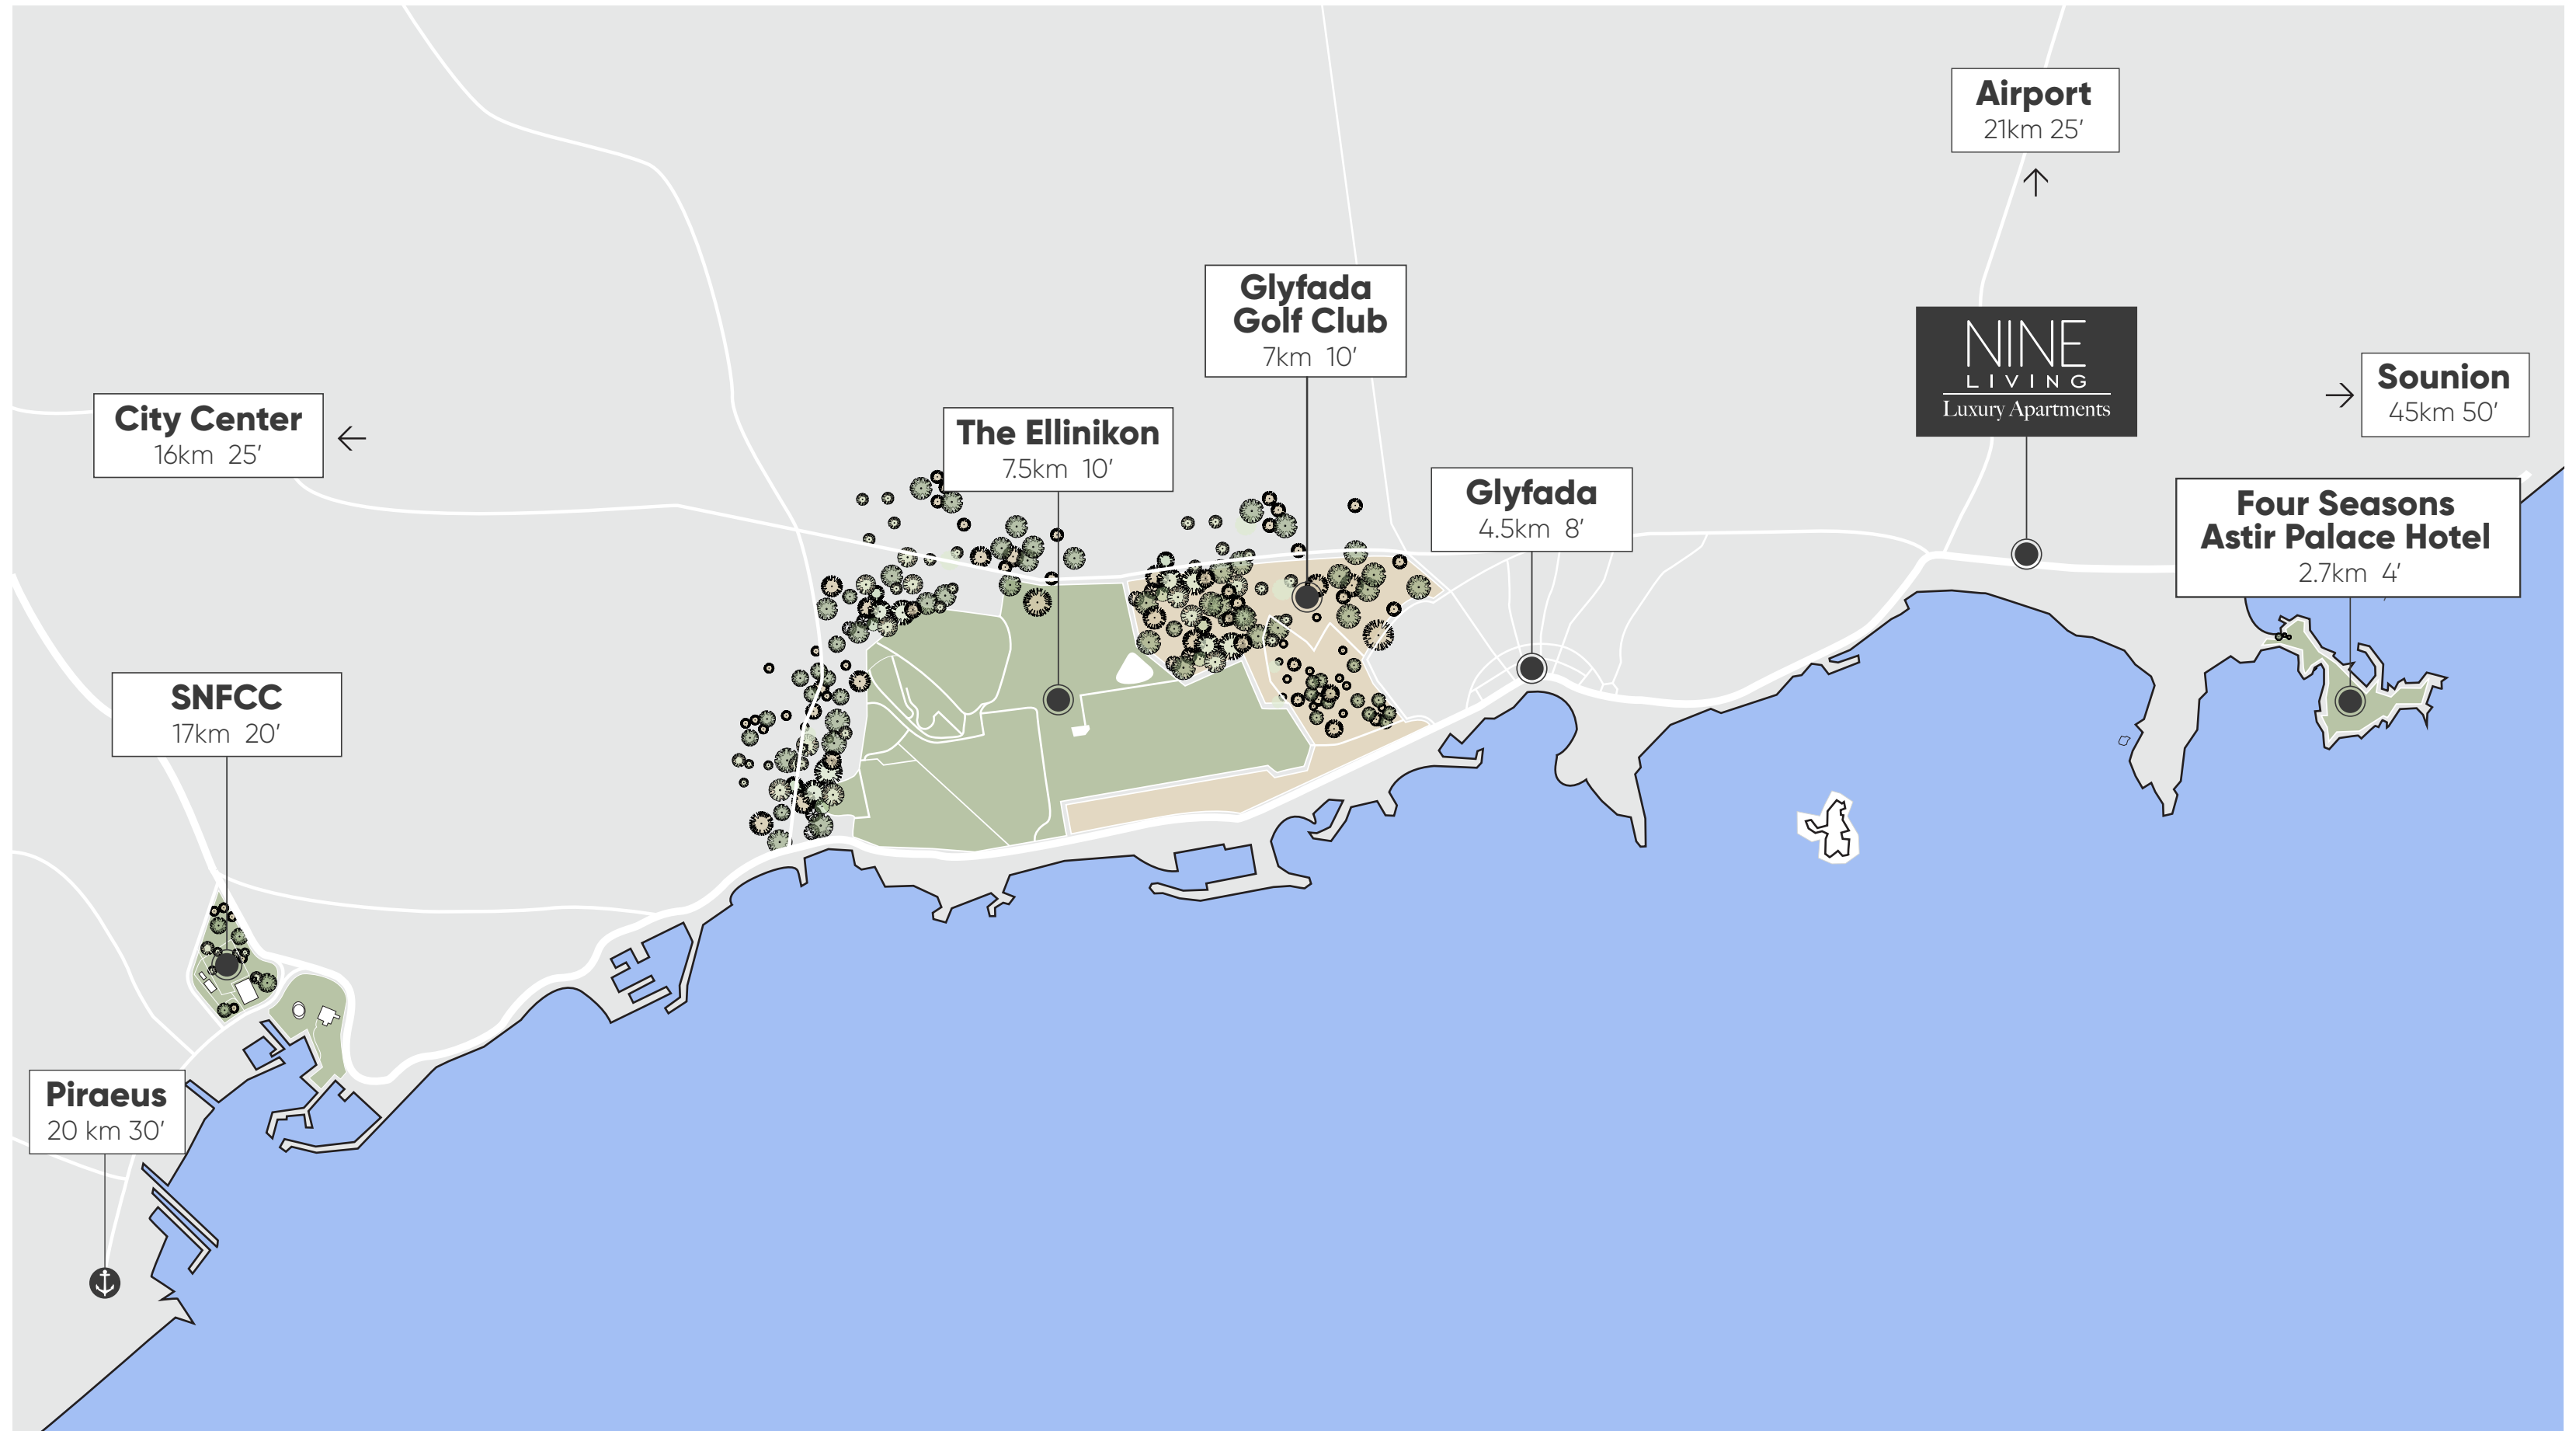 Airport
21km 25′
Glyfada
Golf Club
7km 10′
NINE
LIVING
Luxury Apartments
Sounion
45km 50′
City Center
16km 25′
The Ellinikon
7.5km 10′
Glyfada
4.5km 8′
Four Seasons
Astir Palace Hotel
2.7km 4′
SNFCC
17km 20′
Piraeus
20 km 30′